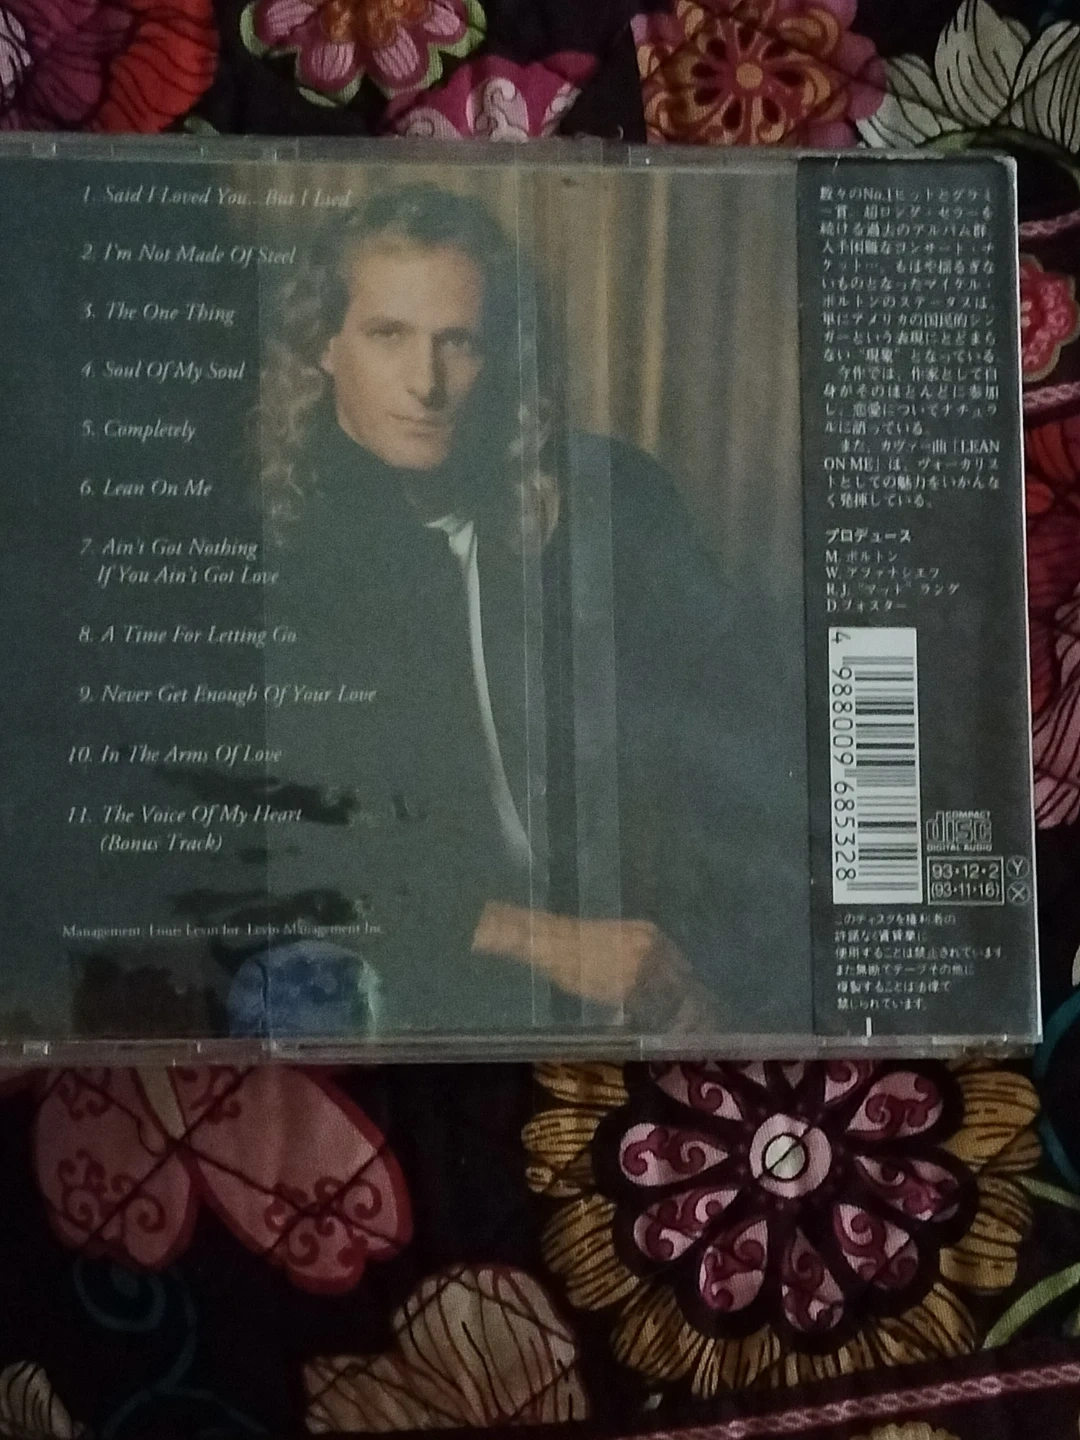 1. Said I Loved You...But I Lied
2. I'm Not Made Of Steel
3. The One Thing
4. Soul Of My Soul
5. Completely
6. Lean On Me
7. Ain't Got Nothing
If You Ain't Got Love
8. A Time For Letting Go
9. Never Get Enough Of Your Love
10. In The Arms Of Love
11. The Voice Of My Heart
(Bonus Track)
Management: Louis Levin for Levin Management Inc.
数々のNo.1ヒットとグラミ
ー賞、超ロング・セラーを
続ける過去のアルバム群、
入手困難なコンサート・チ
ケット…、もはや揺るぎな
いものとなったマイケル・
ボルトンのステータスは、
単にアメリカの国民的シン
ガーという表現にとどまら
ない“現象”となっている。
今作では、作家として自
身がそのほとんどに参加
し、恋愛についてナチュラ
ルに語っている。
また、カヴァー曲「LEAN
ON ME」は、ヴォーカリス
トとしての魅力をいかんな
く発揮している。
プロデュース
M.ボルトン
W.アファナシエフ
R.J.“マット”ラング
D.フォスター
4 988009 685328
COMPACT
disc
DIGITAL AUDIO
93・12・2
(93・11・16)
Y
X
このディスクを権利者の
許諾なく賃貸業に
使用することは禁止されています
また無断でテープその他に
複製することは法律で
禁じられています。